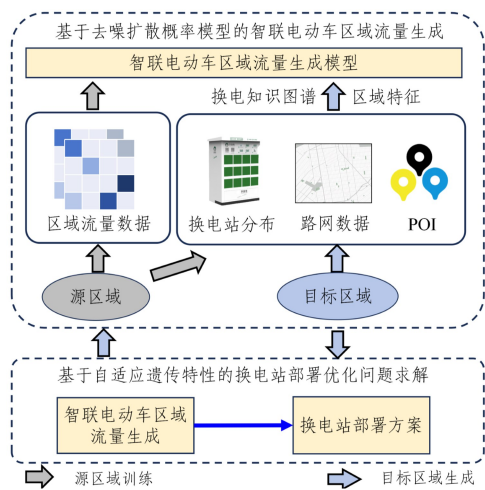 基于去噪扩散概率模型的智联电动车区域流量生成
智联电动车区域流量生成模型
换电知识图谱 区域特征
区域流量数据
换电站分布 路网数据 POI
源区域
目标区域
基于自适应遗传特性的换电站部署优化问题求解
智联电动车区域
流量生成
换电站部署方案
源区域训练
目标区域生成